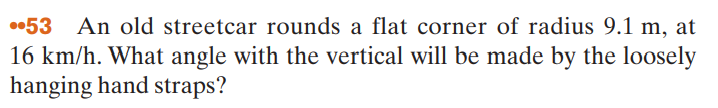 ••53 An old streetcar rounds a flat corner of radius 9.1 m, at
16 km/h. What angle with the vertical will be made by the loosely
hanging hand straps?